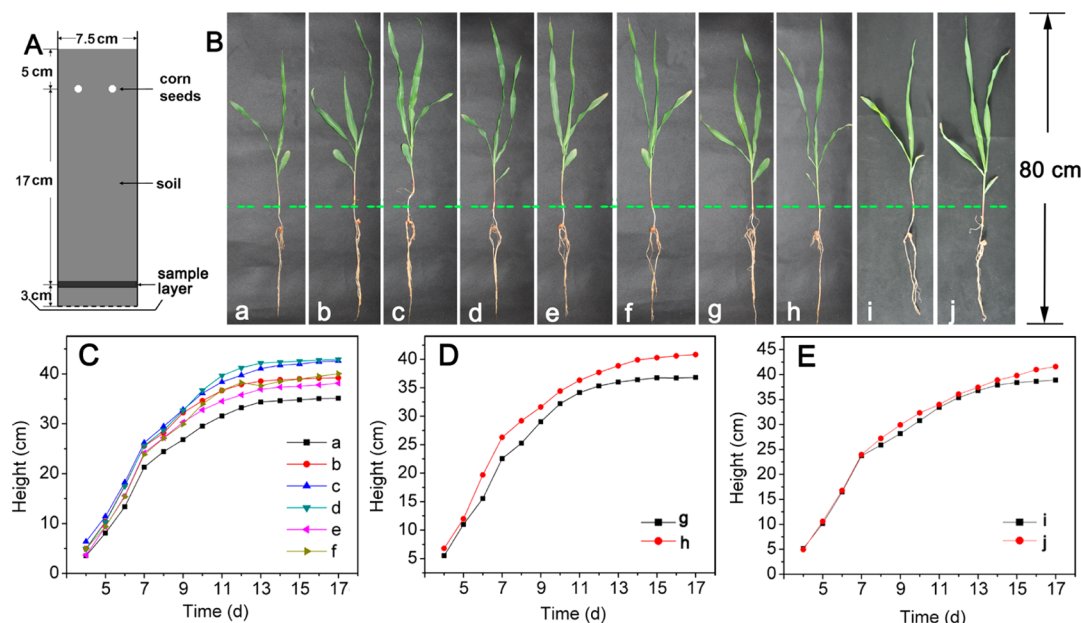 A
7.5 cm
5 cm
corn
seeds
17 cm
soil
sample
layer
3 cm
B
a b c d e f g h i j
80 cm
C
Height (cm)
40
30
20
10
0
5 7 9 11 13 15 17
Time (d)
a
b
c
d
e
f
D
Height (cm)
40
35
30
25
20
15
10
5
5 7 9 11 13 15 17
Time (d)
g
h
E
Height (cm)
45
40
35
30
25
20
15
10
5
0
5 7 9 11 13 15 17
Time (d)
i
j